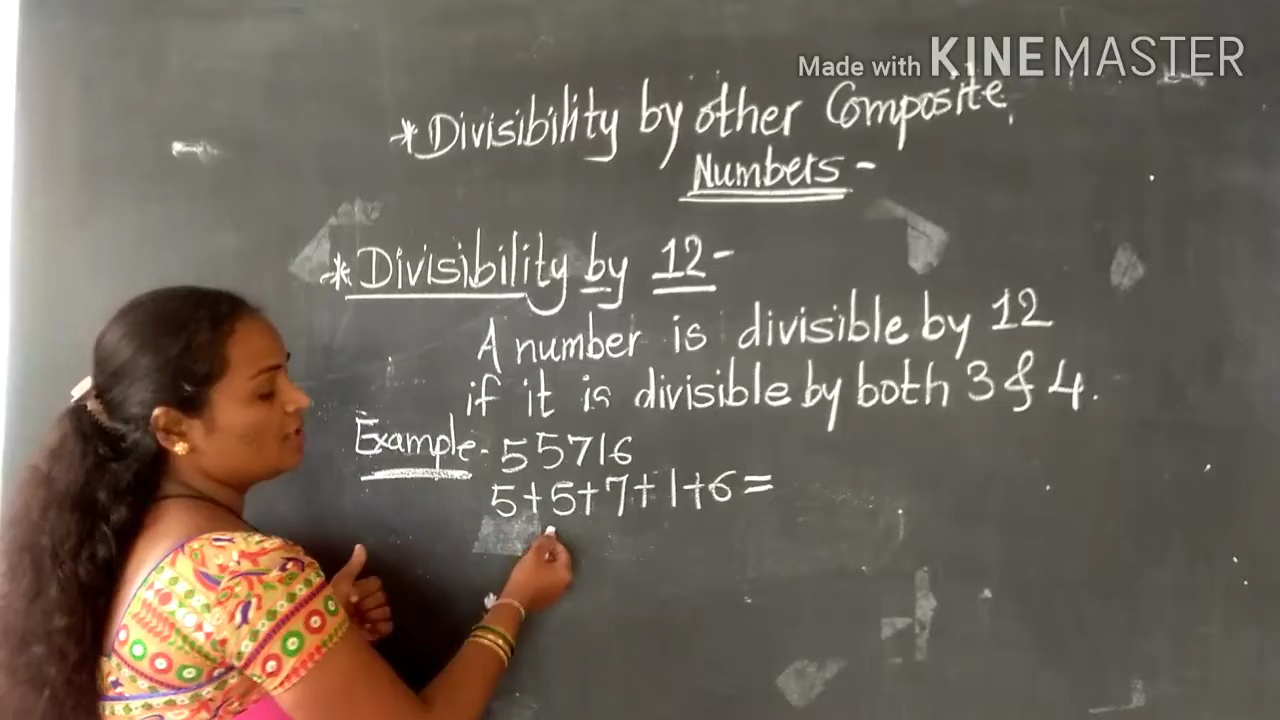 Made with KINEMASTER
* Divisibility by other Composite
Numbers -
* Divisibility by 12 -
A number is divisible by 12
if it is divisible by both 3 & 4.
Example - 55716
5+5+7+1+6=